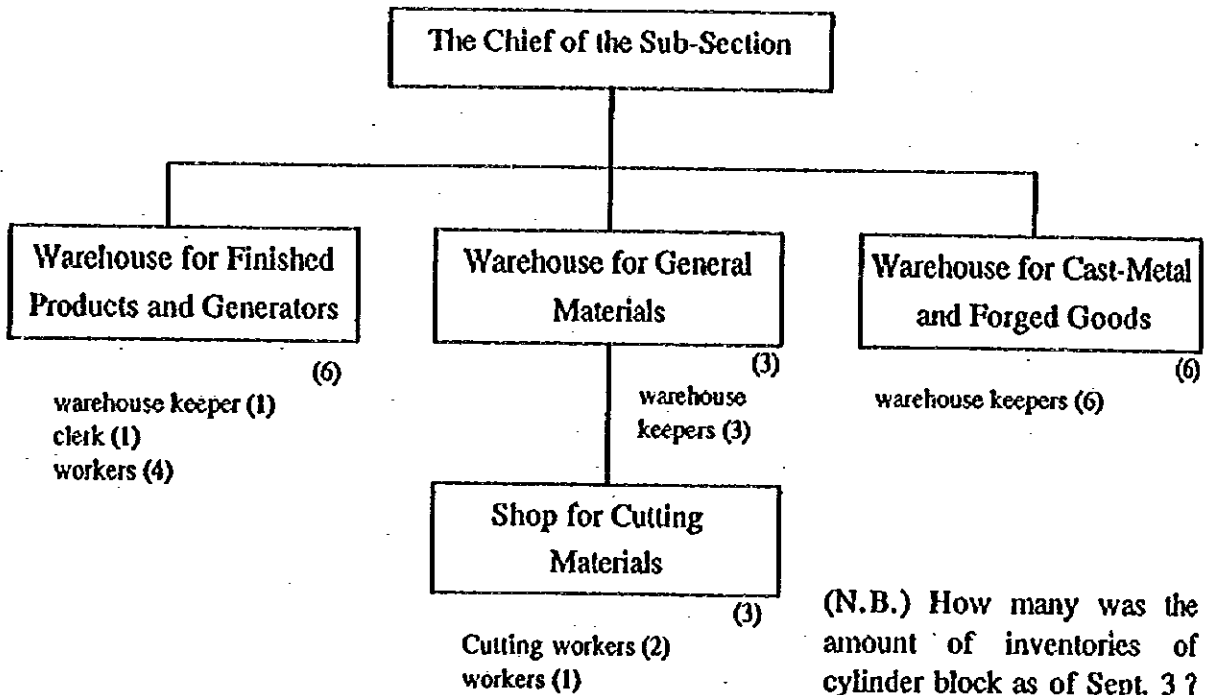 The Chief of the Sub-Section
Warehouse for Finished
Products and Generators
(6)
warehouse keeper (1)
clerk (1)
workers (4)
Warehouse for General
Materials
(3)
warehouse
keepers (3)
Warehouse for Cast-Metal
and Forged Goods
(6)
warehouse keepers (6)
Shop for Cutting
Materials
(3)
Cutting workers (2)
workers (1)
(N.B.) How many was the
amount of inventories of
cylinder block as of Sept. 3 ?